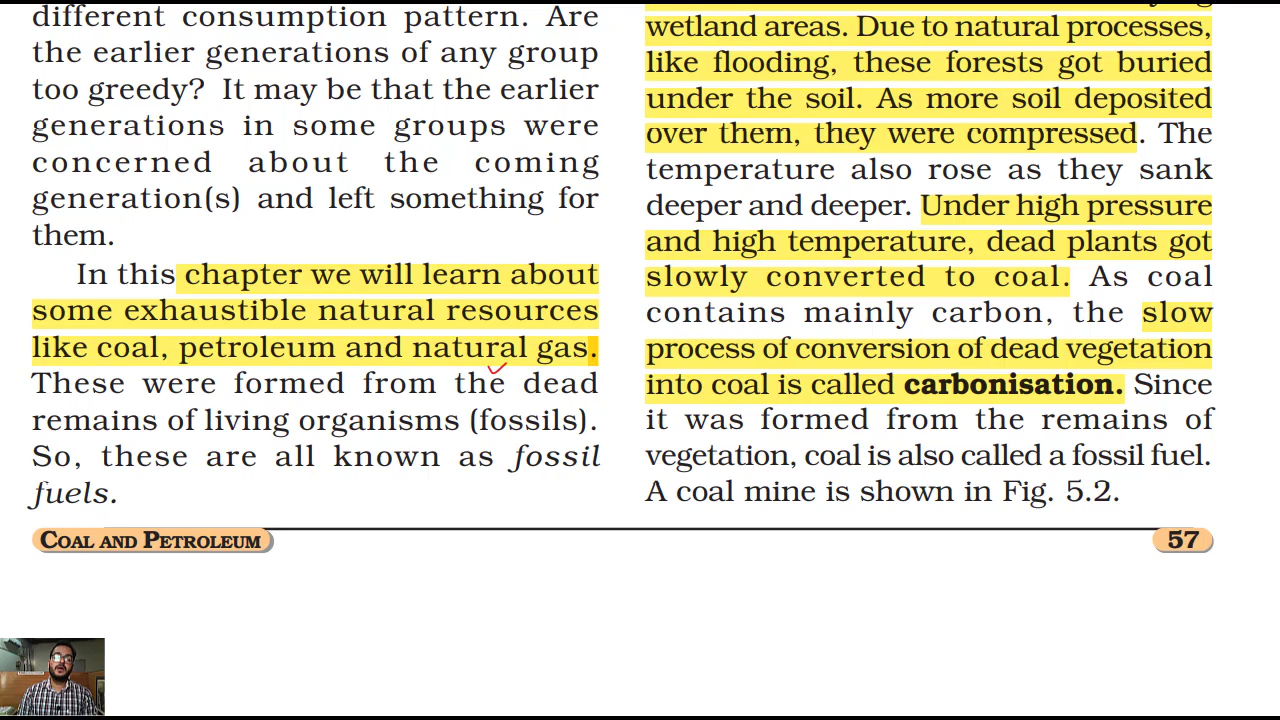 different consumption pattern. Are
the earlier generations of any group
too greedy? It may be that the earlier
generations in some groups were
concerned about the coming
generation(s) and left something for
them.
In this chapter we will learn about
some exhaustible natural resources
like coal, petroleum and natural gas.
These were formed from the dead
remains of living organisms (fossils).
So, these are all known as fossil
fuels.
wetland areas. Due to natural processes,
like flooding, these forests got buried
under the soil. As more soil deposited
over them, they were compressed. The
temperature also rose as they sank
deeper and deeper. Under high pressure
and high temperature, dead plants got
slowly converted to coal. As coal
contains mainly carbon, the slow
process of conversion of dead vegetation
into coal is called carbonisation. Since
it was formed from the remains of
vegetation, coal is also called a fossil fuel.
A coal mine is shown in Fig. 5.2.
COAL AND PETROLEUM
57